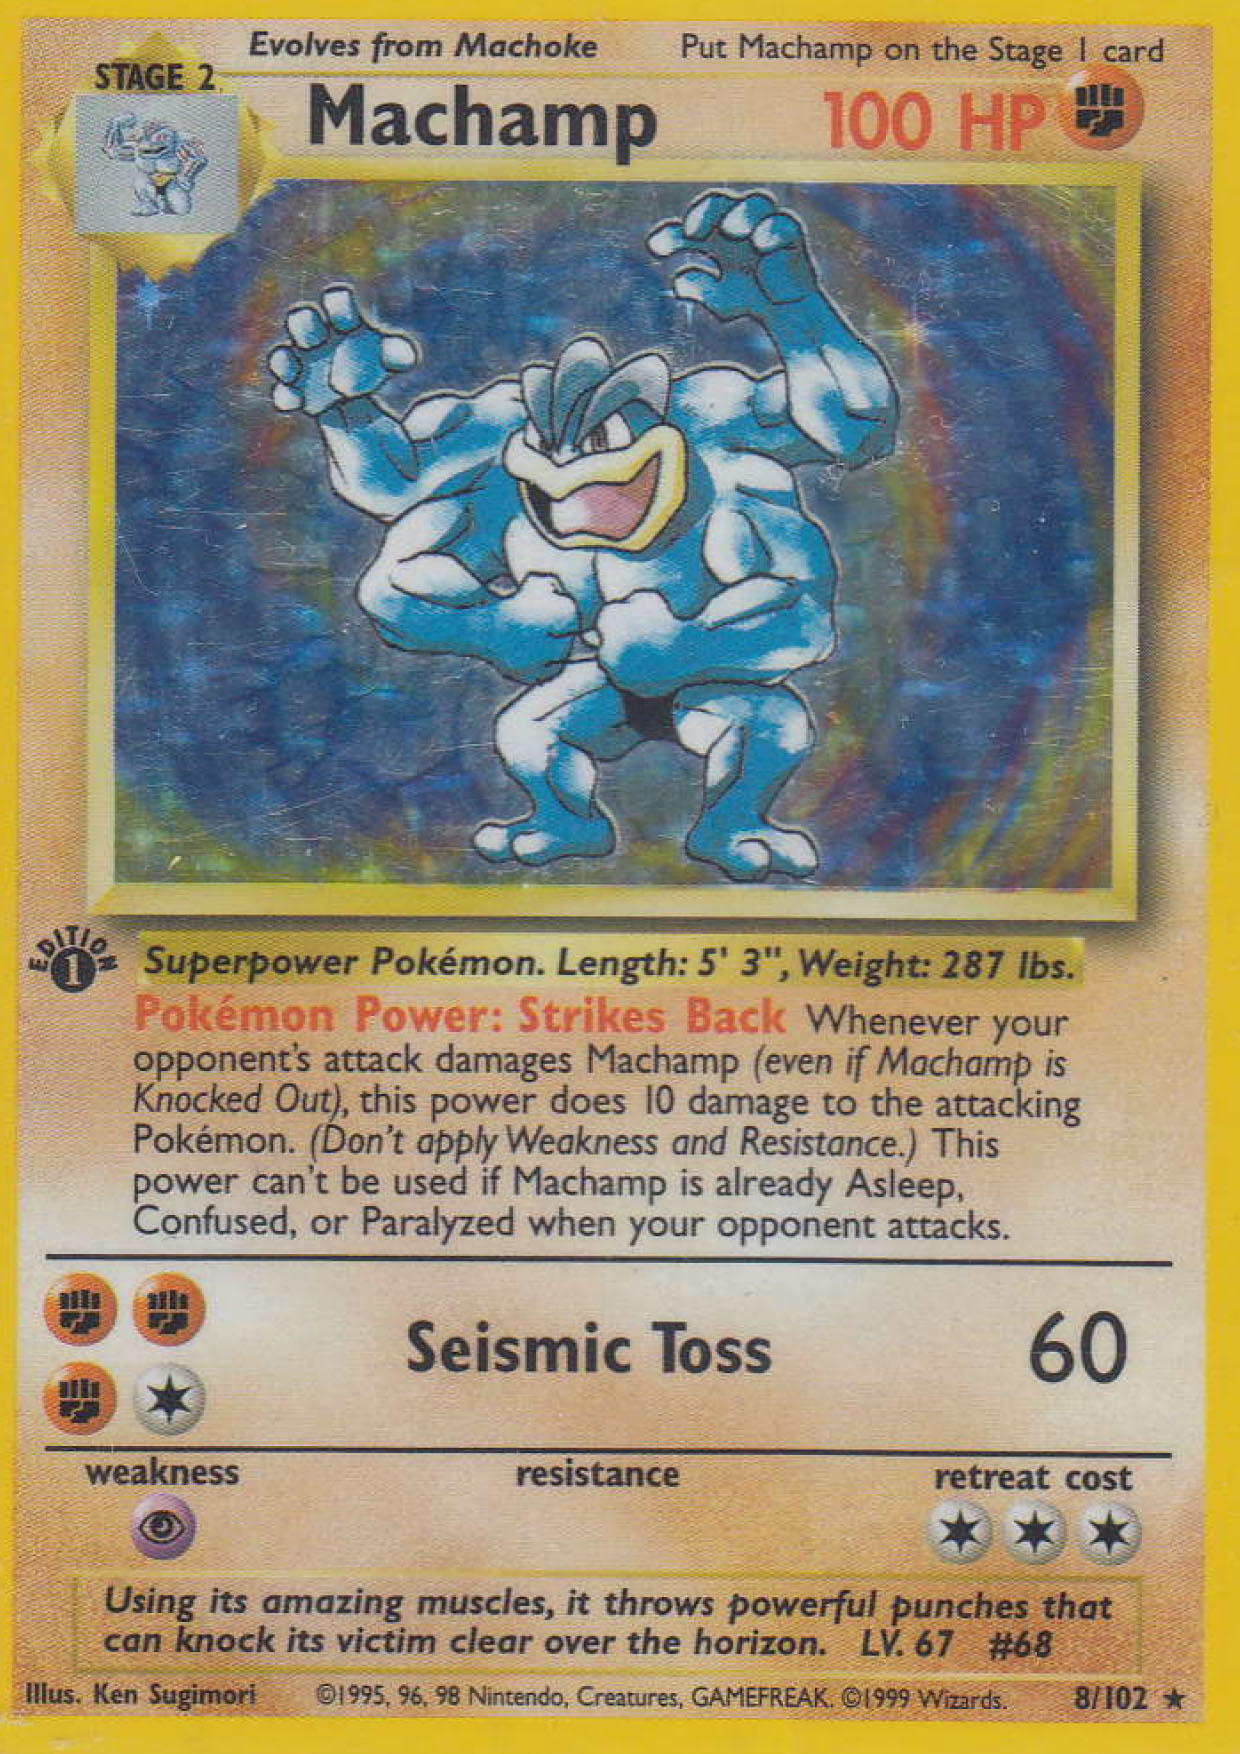 Evolves from Machoke Put Machamp on the Stage 1 card
STAGE 2
Machamp 100 HP
EDITION
1
Superpower Pokémon. Length: 5' 3", Weight: 287 lbs.
Pokémon Power: Strikes Back Whenever your
opponent's attack damages Machamp (even if Machamp is
Knocked Out), this power does 10 damage to the attacking
Pokémon. (Don't apply Weakness and Resistance.) This
power can't be used if Machamp is already Asleep,
Confused, or Paralyzed when your opponent attacks.
Seismic Toss 60
weakness resistance retreat cost
Using its amazing muscles, it throws powerful punches that
can knock its victim clear over the horizon. LV. 67 #68
Illus. Ken Sugimori ©1995, 96, 98 Nintendo, Creatures, GAMEFREAK. ©1999 Wizards. 8/102 ★